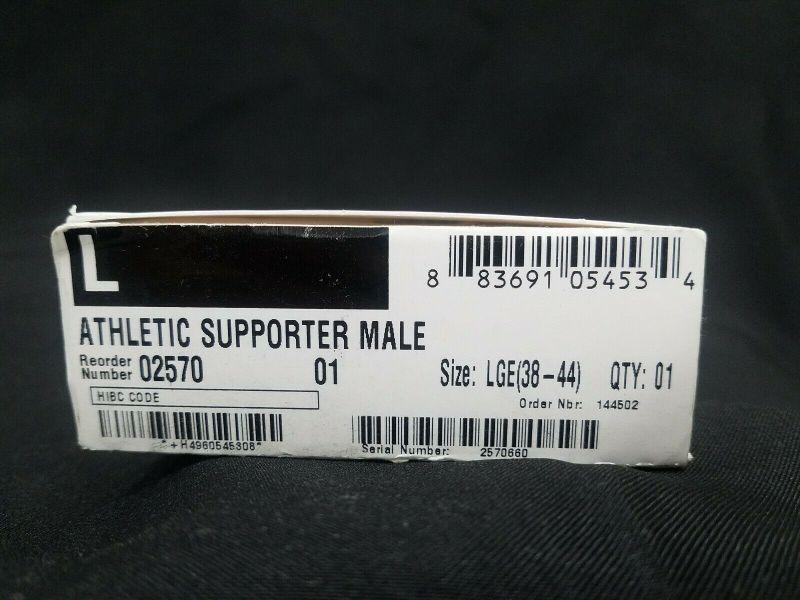 L
8 83691 05453 4
ATHLETIC SUPPORTER MALE
Reorder Number 02570 01 Size: LGE(38-44) QTY: 01
HIBC CODE
Order Nbr: 144502
*+H4960545308*
Serial Number: 2570660